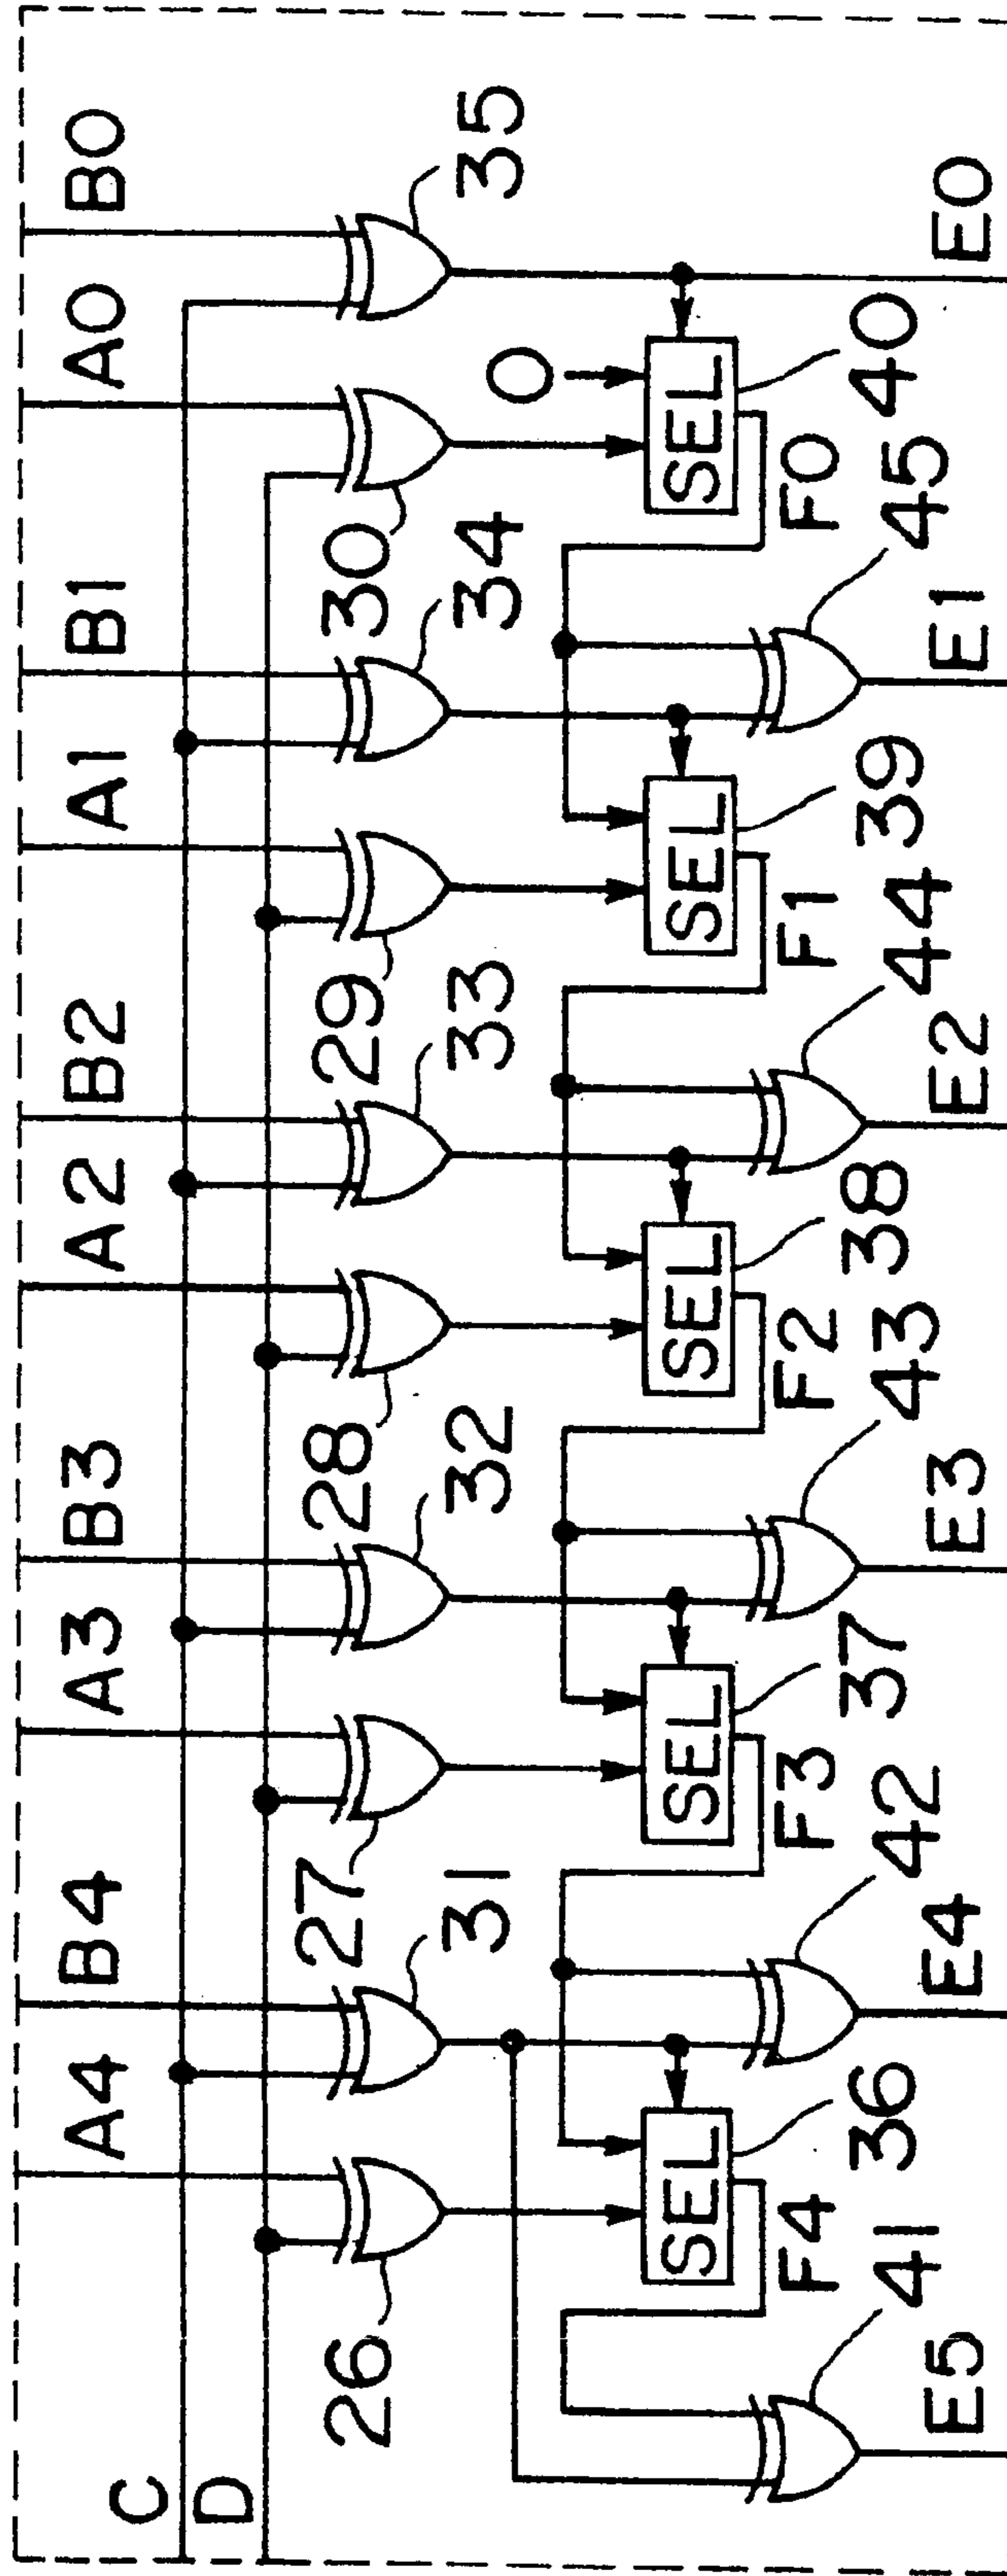 A4 B4 A3 B3 A2 B2 A1 B1 A0 B0
C
D
26 27 28 29 30
31 32 33 34 35
0
SEL SEL SEL SEL SEL
F4 F3 F2 F1 F0
41 36 42 37 43 38 44 39 45 40
E5 E4 E3 E2 E1 E0